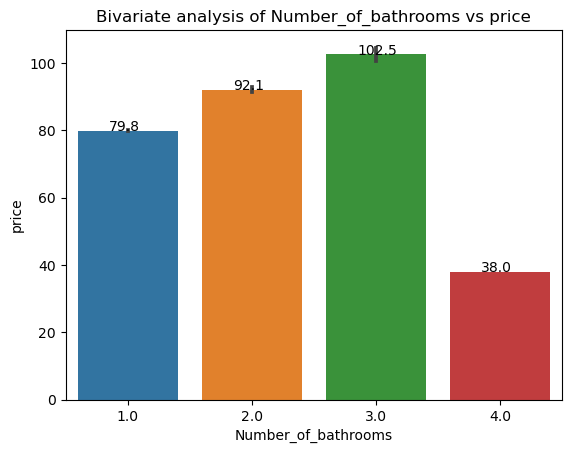 Bivariate analysis of Number_of_bathrooms vs price
102.5
100
92.1
79.8
80
60
price
40
38.0
20
0
1.0 2.0 3.0 4.0
Number_of_bathrooms